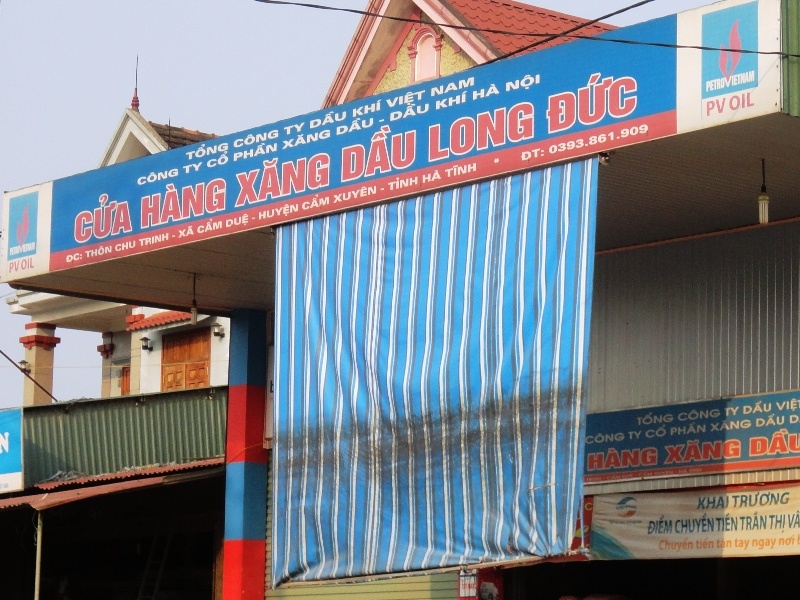 TỔNG CÔNG TY DẦU KHÍ VIỆT NAM
CÔNG TY CỔ PHẦN XĂNG DẦU - DẦU KHÍ HÀ NỘI
CỬA HÀNG XĂNG DẦU LONG ĐỨC
ĐC: THÔN CHU TRINH - XÃ CẨM DUỆ - HUYỆN CẨM XUYÊN - TỈNH HÀ TĨNH * ĐT: 0393.861.909
PETROVIETNAM
PV OIL
PETROVIETNAM
PV OIL
TỔNG CÔNG TY DẦU VIỆT
CÔNG TY CỔ PHẦN XĂNG DẦU D
HÀNG XĂNG DẦU
KHAI TRƯƠNG
ĐIỂM CHUYỂN TIỀN TRẦN THỊ VÂ
Chuyển tiền tận tay ngay nơi b
N